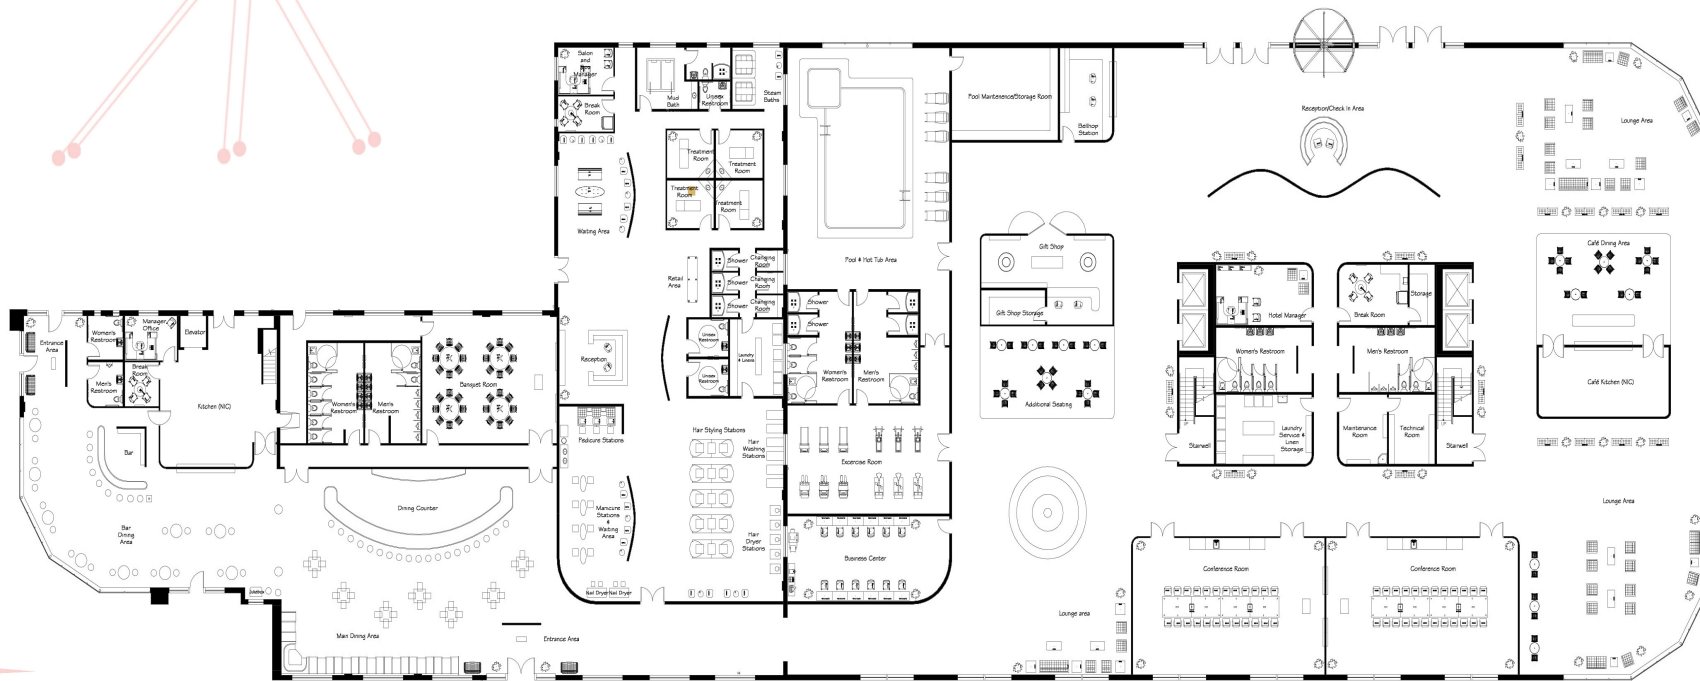 Salon
and
Manager
Break
Room
Mud
Bath
Unisex
Restroom
Steam
Baths
Treatment
Room
Treatment
Room
Treatment
Room
Treatment
Room
Waiting Area
Retail
Area
Shower
Changing
Room
Shower
Changing
Room
Shower
Changing
Room
Reception
Unisex
Restroom
Unisex
Restroom
Laundry
& Linens
Pedicure Stations
Hair Styling Stations
Hair
Washing
Stations
Manicure
Stations
&
Waiting
Area
Hair
Dryer
Stations
Nail Dryer
Nail Dryer
Pool Maintenence/Storage Room
Bellhop
Station
Pool & Hot Tub Area
Shower
Shower
Women's
Restroom
Men's
Restroom
Excercise Room
Business Center
Gift Shop
Gift Shop Storage
Additional Seating
Reception/Check In Area
Lounge Area
Café Dining Area
Café Kitchen (NIC)
Hotel Manager
Break Room
Storage
Women's Restroom
Men's Restroom
Stairwell
Laundry
Service &
Linen
Storage
Maintenance
Room
Technical
Room
Stairwell
Lounge Area
Conference Room
Conference Room
Lounge area
Entrance
Area
Women's
Restroom
Manager
Office
Elevator
Men's
Restroom
Break
Room
Kitchen (NIC)
Women's
Restroom
Men's
Restroom
Banquet Room
Bar
Bar
Dining
Area
Dining Counter
Jukebox
Main Dining Area
Entrance Area